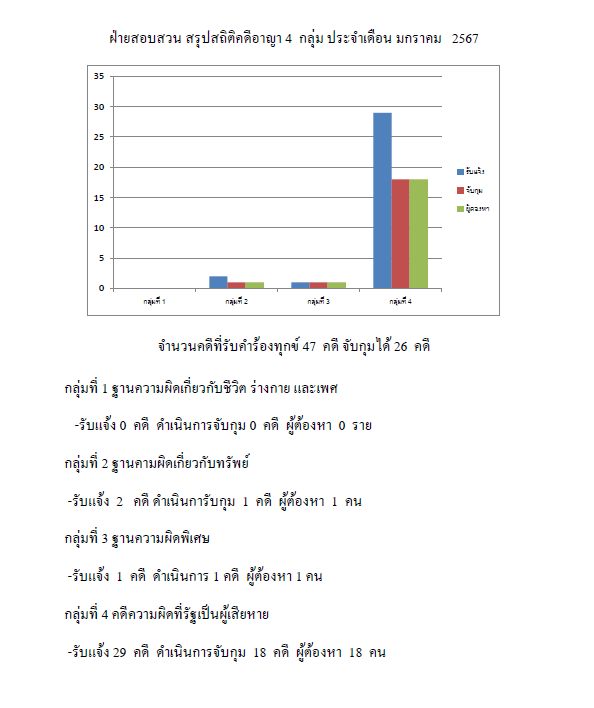 ฝ่ายสอบสวน สรุปสถิติคดีอาญา 4 กลุ่ม ประจำเดือน มกราคม 2567
35
30
25
20
15
10
5
0
กลุ่มที่ 1 กลุ่มที่ 2 กลุ่มที่ 3 กลุ่มที่ 4
รับแจ้ง
จับกุม
ผู้ต้องหา
จำนวนคดีที่รับคำร้องทุกข์ 47 คดี จับกุมได้ 26 คดี
กลุ่มที่ 1 ฐานความผิดเกี่ยวกับชีวิต ร่างกาย และเพศ
-รับแจ้ง 0 คดี ดำเนินการจับกุม 0 คดี ผู้ต้องหา 0 ราย
กลุ่มที่ 2 ฐานคามผิดเกี่ยวกับทรัพย์
-รับแจ้ง 2 คดี ดำเนินการับกุม 1 คดี ผู้ต้องหา 1 คน
กลุ่มที่ 3 ฐานความผิดพิเศษ
-รับแจ้ง 1 คดี ดำเนินการ 1 คดี ผู้ต้องหา 1 คน
กลุ่มที่ 4 คดีความผิดที่รัฐเป็นผู้เสียหาย
-รับแจ้ง 29 คดี ดำเนินการจับกุม 18 คดี ผู้ต้องหา 18 คน